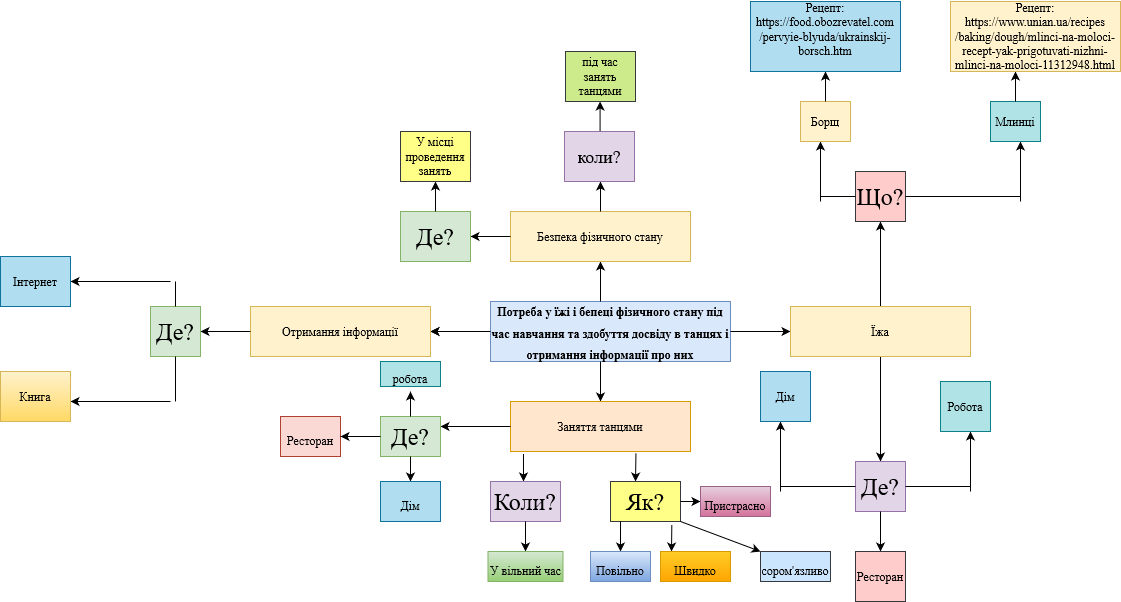 Рецепт:
https://food.obozrevatel.com
/pervyie-blyuda/ukrainskij-
borsch.htm
Рецепт:
https://www.unian.ua/recipes
/baking/dough/mlinci-na-moloci-
recept-yak-prigotuvati-nizhni-
mlinci-na-moloci-11312948.html
під час
занять
танцями
Борщ
Млинці
У місці
проведення
занять
коли?
Що?
Де?
Безпека фізичного стану
Інтернет
Де?
Отримання інформації
Потреба у їжі і бепеці фізичного стану під
час навчання та здобуття досвіду в танцях і
отримання інформації про них
Їжа
Книга
робота
Дім
Робота
Ресторан
Де?
Заняття танцями
Дім
Коли?
Як?
Пристрасно
Де?
У вільний час
Повільно
Швидко
сором'язливо
Ресторан